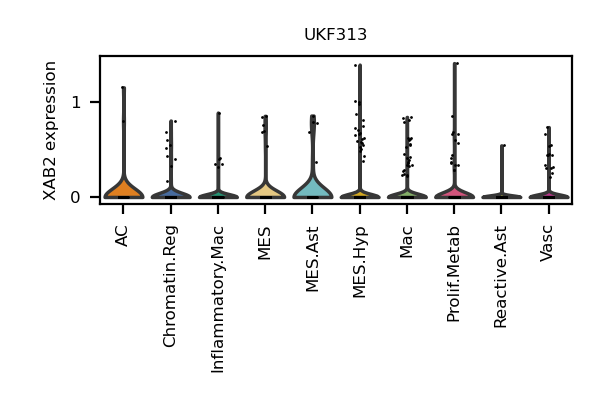 UKF313
XAB2 expression
1
0
AC
Chromatin.Reg
Inflammatory.Mac
MES
MES.Ast
MES.Hyp
Mac
Prolif.Metab
Reactive.Ast
Vasc